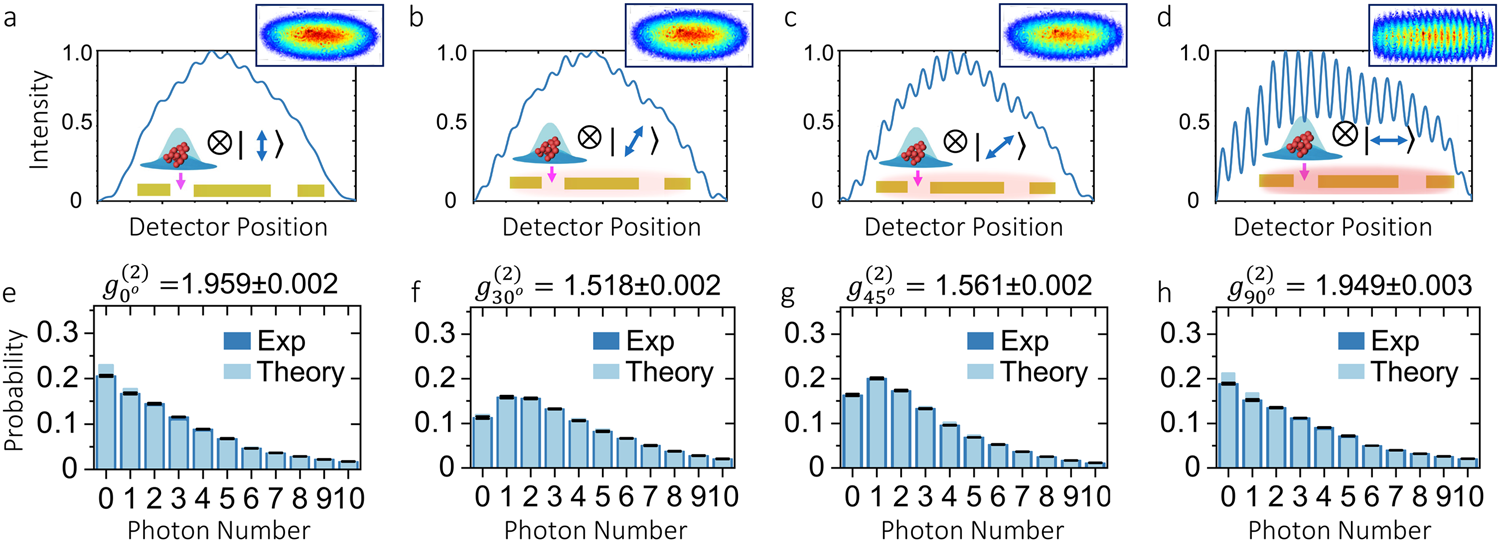 a
b
c
d
Intensity
1.0
0.5
0
⊗|↕⟩
Detector Position
1.0
0.5
0
⊗|⤢⟩
Detector Position
1.0
0.5
0
⊗|⤢⟩
Detector Position
1.0
0.5
0
⊗|↔⟩
Detector Position
e
g_{0^o}^{(2)} =1.959±0.002
Probability
0.3
0.2
0.1
0
Exp
Theory
0 1 2 3 4 5 6 7 8 910
Photon Number
f
g_{30^o}^{(2)} = 1.518±0.002
0.3
0.2
0.1
0
Exp
Theory
0 1 2 3 4 5 6 7 8 910
Photon Number
g
g_{45^o}^{(2)} = 1.561±0.002
0.3
0.2
0.1
0
Exp
Theory
0 1 2 3 4 5 6 7 8 910
Photon Number
h
g_{90^o}^{(2)} = 1.949±0.003
0.3
0.2
0.1
0
Exp
Theory
0 1 2 3 4 5 6 7 8 910
Photon Number